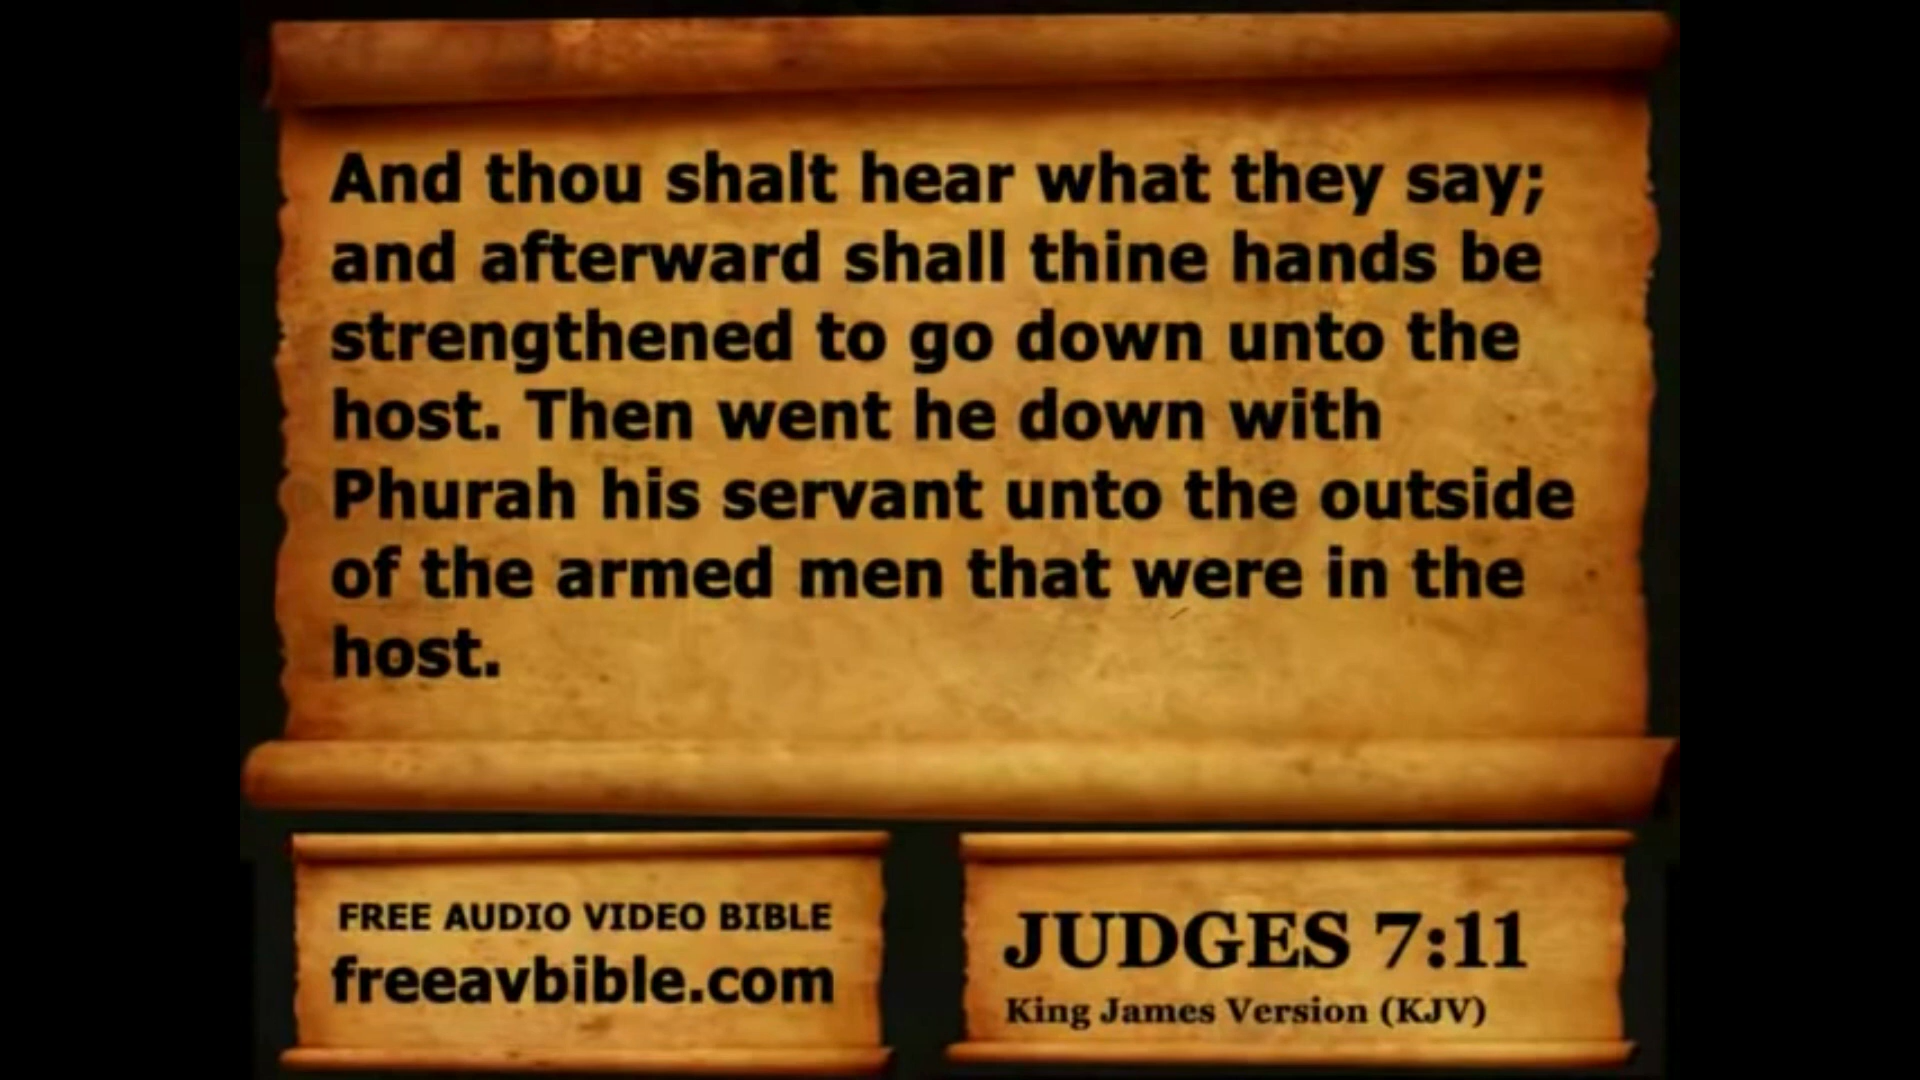 And thou shalt hear what they say;
and afterward shall thine hands be
strengthened to go down unto the
host. Then went he down with
Phurah his servant unto the outside
of the armed men that were in the
host.
FREE AUDIO VIDEO BIBLE
freeavbible.com
JUDGES 7:11
King James Version (KJV)